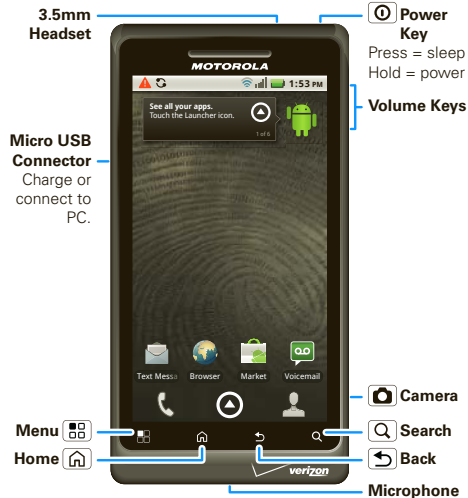 3.5mm
Headset
Power
Key
Press = sleep
Hold = power
Volume Keys
Micro USB
Connector
Charge or
connect to
PC.
MOTOROLA
1:53 PM
See all your apps.
Touch the Launcher icon.
1 of 6
Text Messa
Browser
Market
Voicemail
Camera
Menu
Search
Home
Back
verizon
Microphone